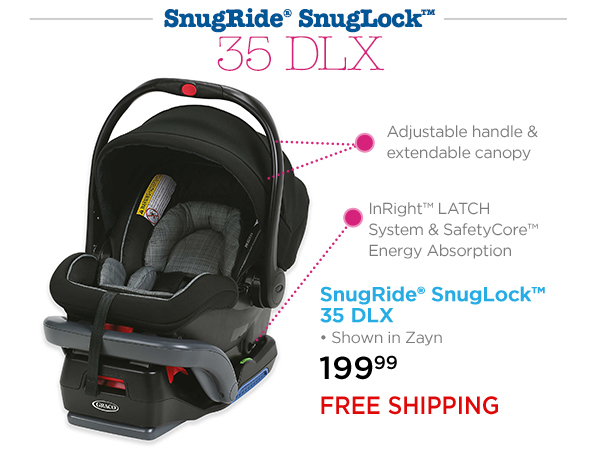 SnugRide® SnugLock™
35 DLX
Adjustable handle &
extendable canopy
InRight™ LATCH
System & SafetyCore™
Energy Absorption
SnugRide® SnugLock™
35 DLX
• Shown in Zayn
199⁹⁹
FREE SHIPPING
GRACO